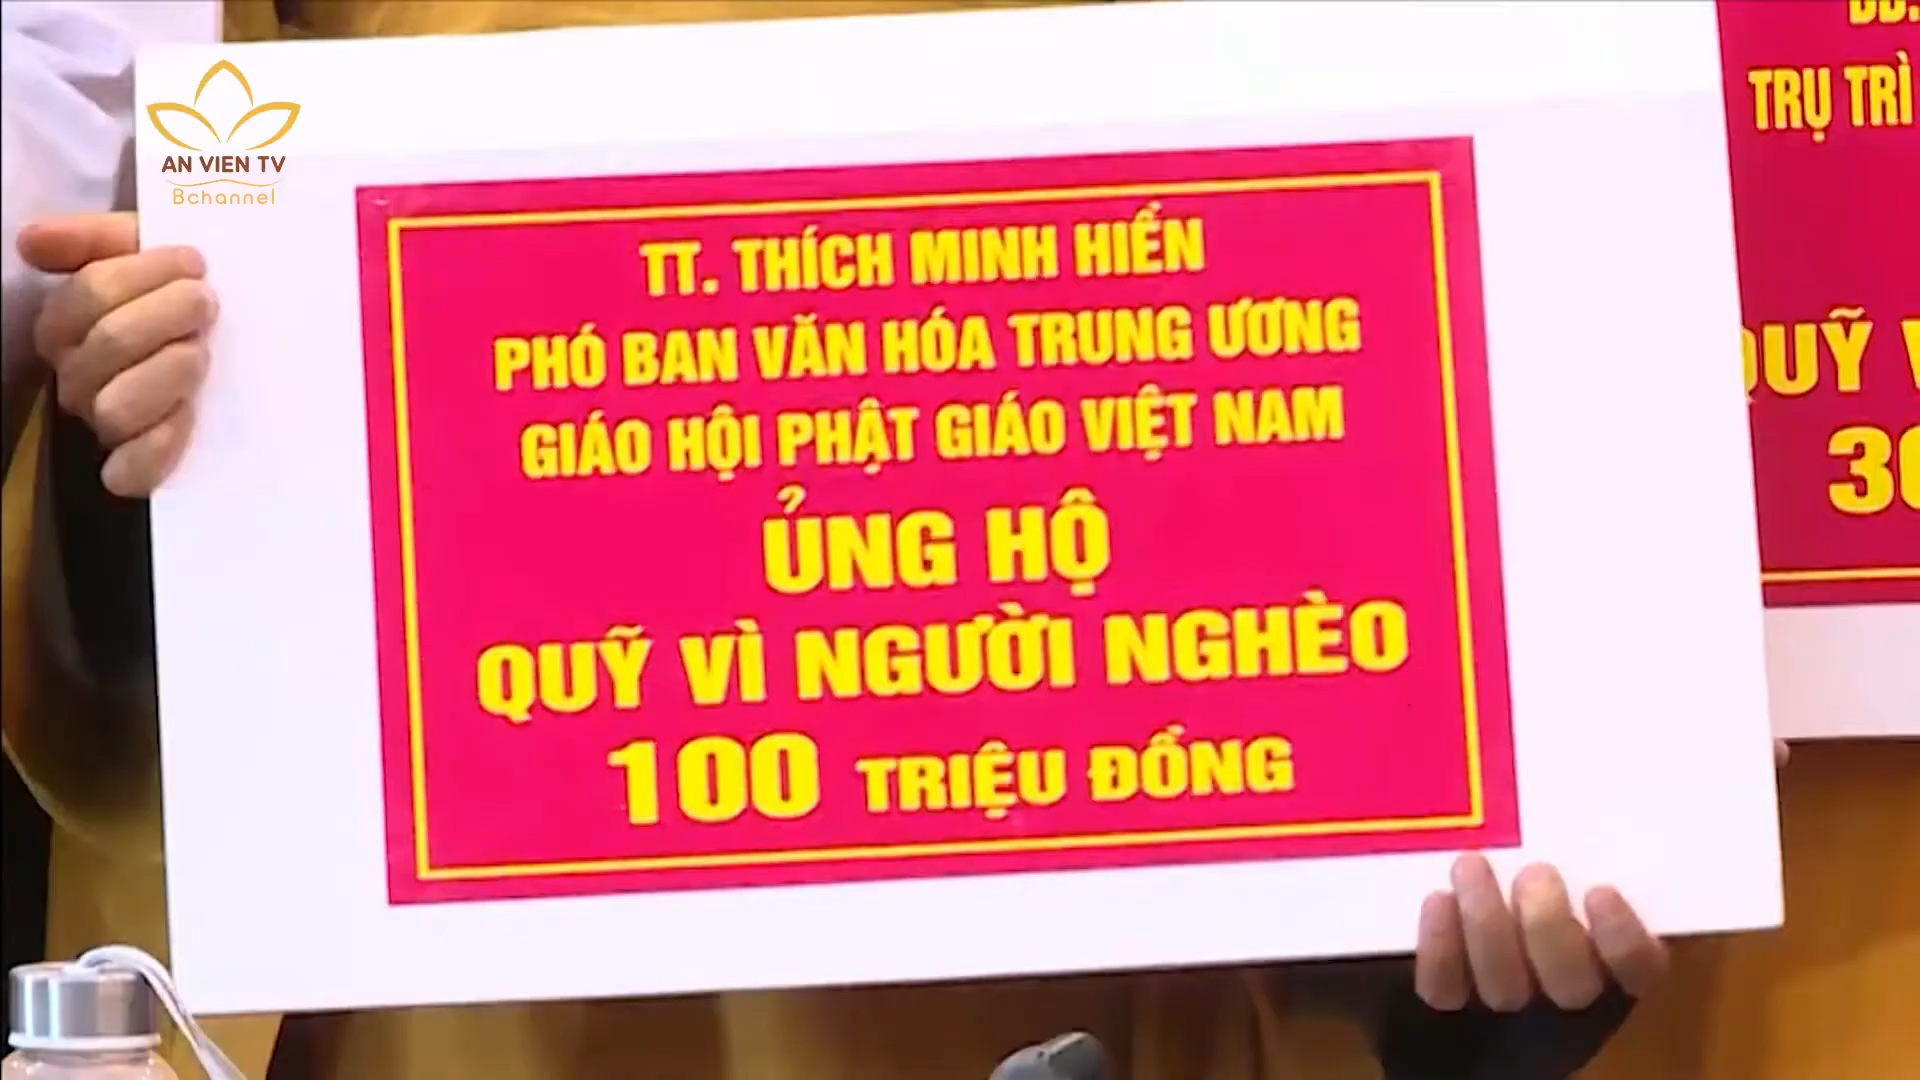 AN VIEN TV
Bchannel
TT. THÍCH MINH HIỀN
PHÓ BAN VĂN HÓA TRUNG ƯƠNG
GIÁO HỘI PHẬT GIÁO VIỆT NAM
ỦNG HỘ
QUỸ VÌ NGƯỜI NGHÈO
100 TRIỆU ĐỒNG
TRỤ TRÌ
QUỸ